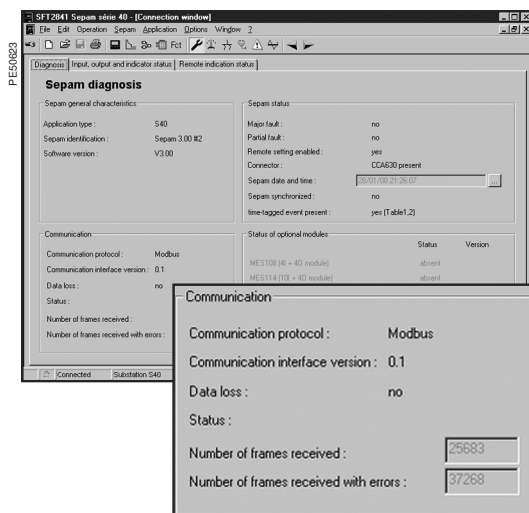 PE50623
SFT2841 Sepam série 40 - [Connection window]
File Edit Operation Sepam Application Options Window ?
Fct
Diagnosis Input, output and indicator status Remote indication status
Sepam diagnosis
Sepam general characteristics
Application type : S40
Sepam identification : Sepam 3.00 #2
Software version : V3.00
Sepam status
Major fault : no
Partial fault : no
Remote setting enabled : yes
Connector : CCA630 present
Sepam date and time : 29/01/00 21:26:07 ...
Sepam synchronized : no
time-tagged event present : yes (Table1,2)
Communication
Communication protocol : Modbus
Communication interface version : 0.1
Data loss : no
Status :
Number of frames received :
Number of frames received with errors :
Status of optional modules
Status Version
MES108 (4I + 4O module) absent
MES114 (10I + 4O module) absent
Connected Substation S40
Communication
Communication protocol : Modbus
Communication interface version : 0.1
Data loss : no
Status :
Number of frames received : 25683
Number of frames received with errors : 37268